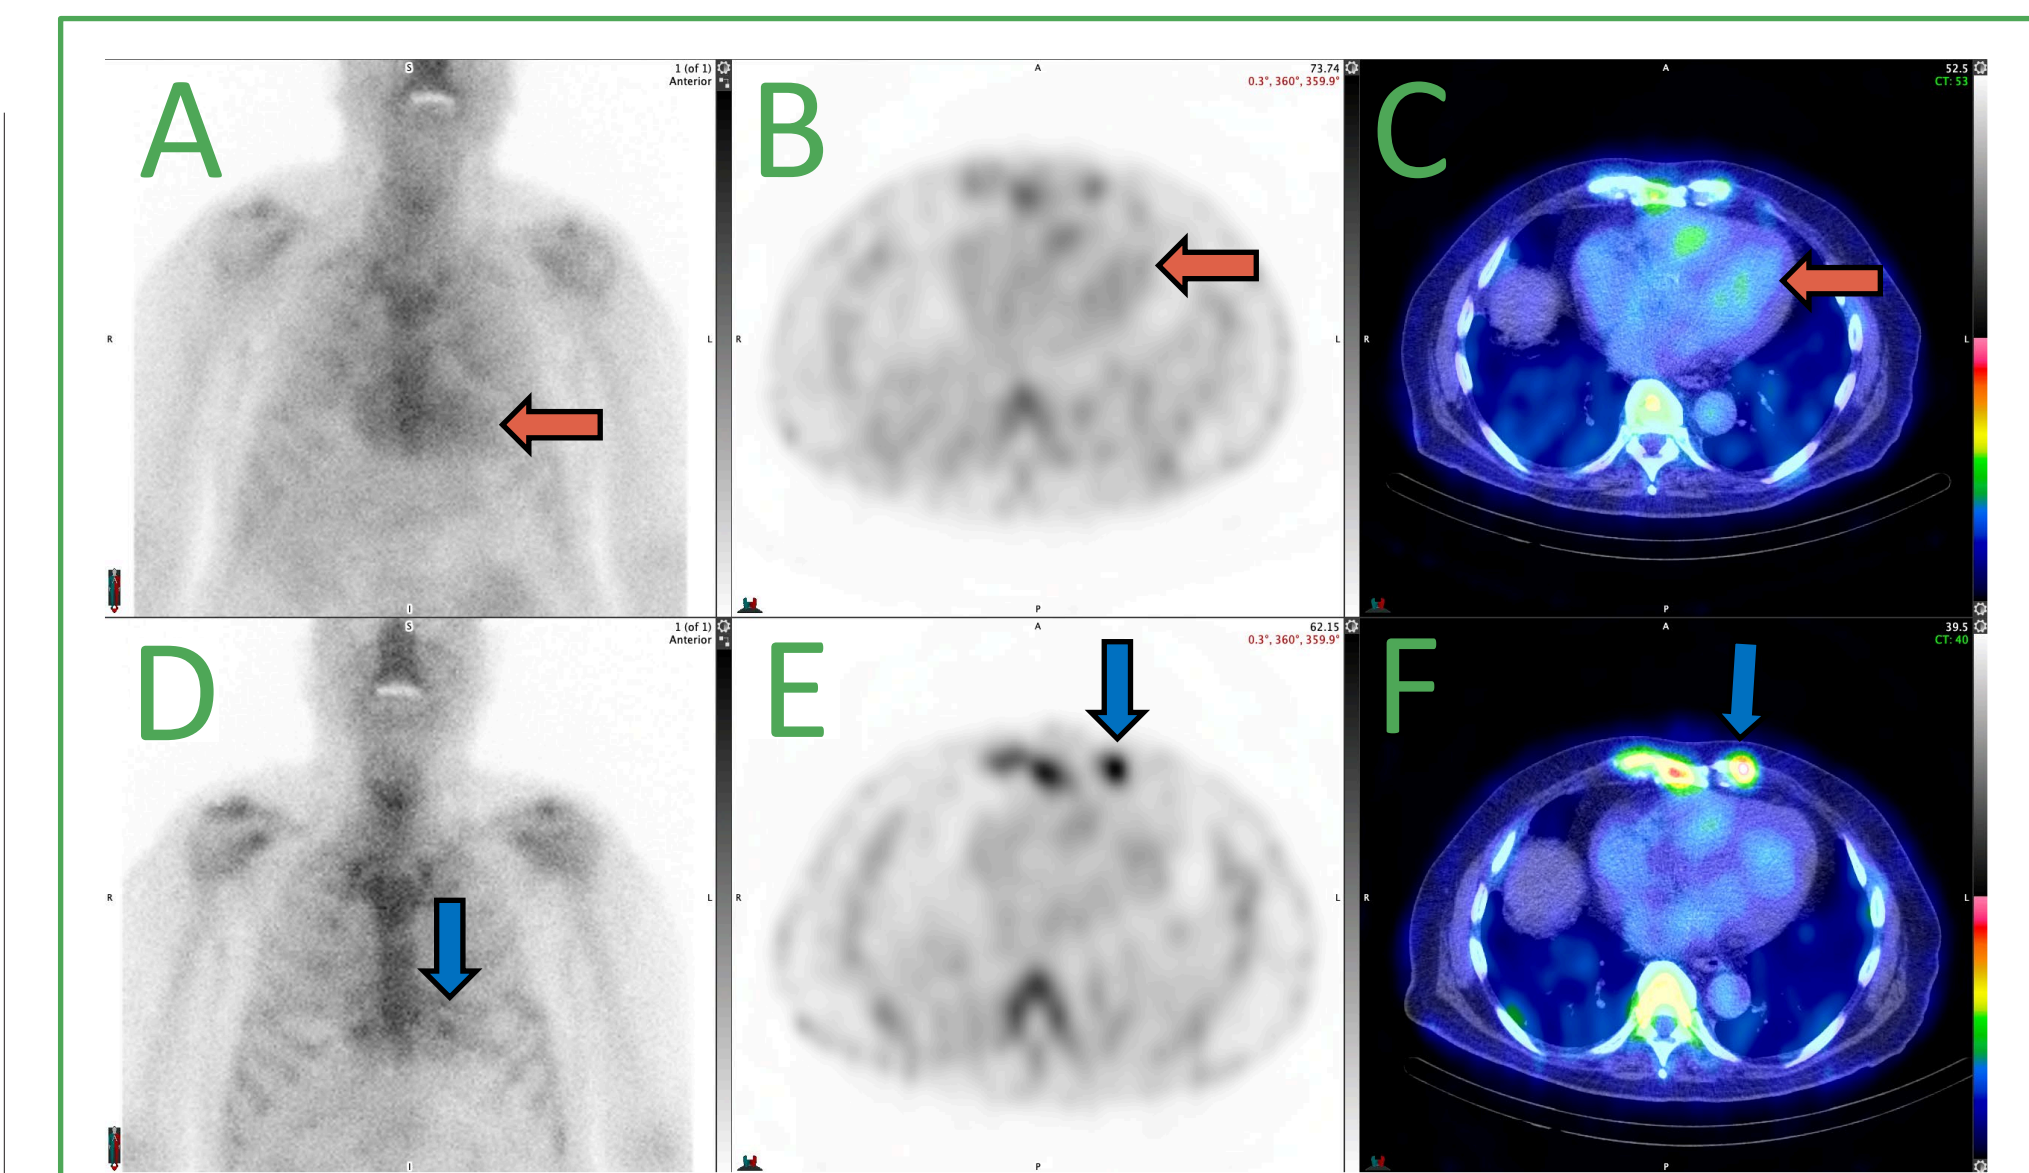 A
S
1 (of 1)
Anterior
R
L
I
B
A
73.74
0.3°, 360°, 359.9°
R
L
P
C
A
52.5
CT: 53
R
L
P
D
S
1 (of 1)
Anterior
R
L
I
E
A
62.15
0.3°, 360°, 359.9°
R
L
P
F
A
39.5
CT: 40
R
L
P